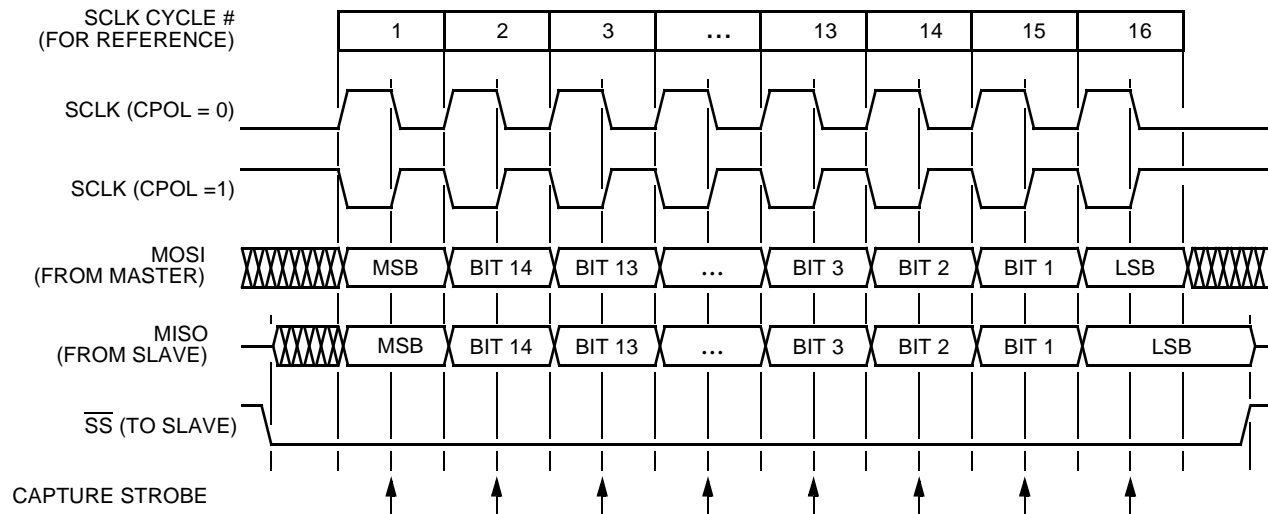 SCLK CYCLE #
(FOR REFERENCE)
1 2 3 ... 13 14 15 16
SCLK (CPOL = 0)
SCLK (CPOL =1)
MOSI
(FROM MASTER)
MSB BIT 14 BIT 13 ... BIT 3 BIT 2 BIT 1 LSB
MISO
(FROM SLAVE)
MSB BIT 14 BIT 13 ... BIT 3 BIT 2 BIT 1 LSB
S̅S̅ (TO SLAVE)
CAPTURE STROBE